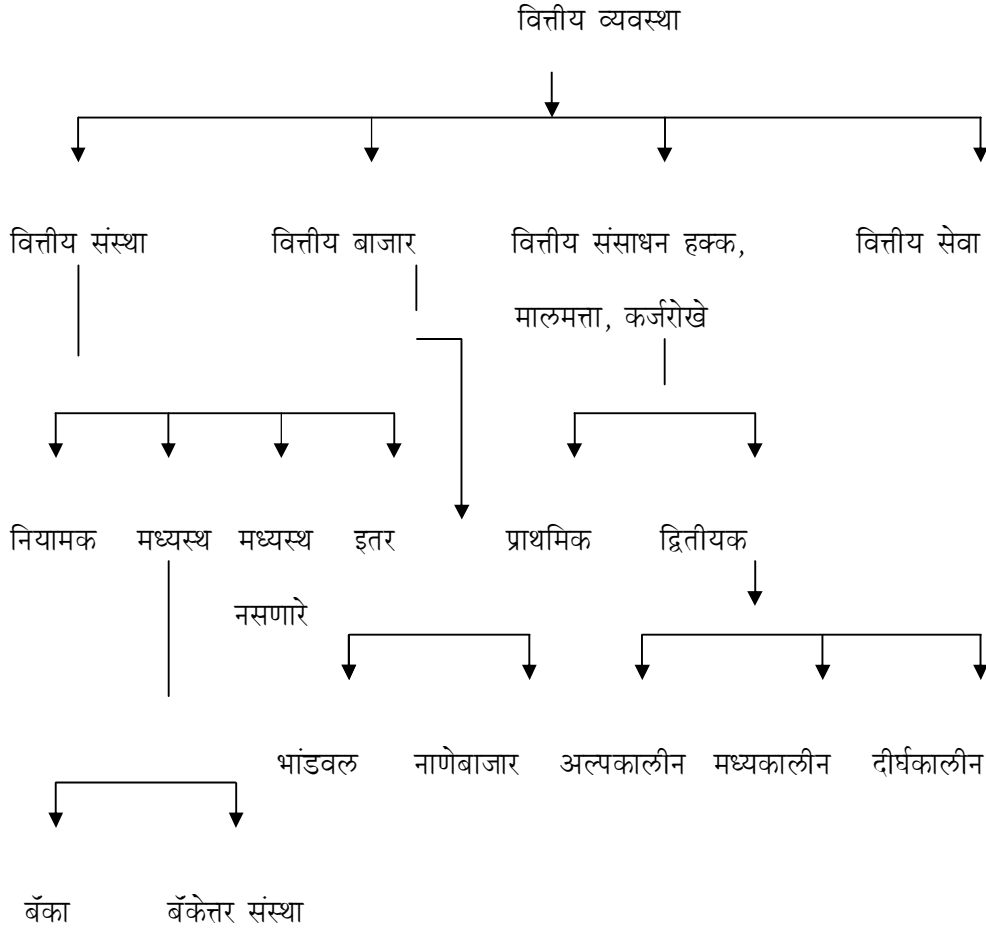 वित्तीय व्यवस्था
वित्तीय संस्था वित्तीय बाजार वित्तीय संसाधन हक्क, वित्तीय सेवा
मालमत्ता, कर्जरोखे
नियामक मध्यस्थ मध्यस्थ इतर प्राथमिक द्वितीयक
नसणारे
भांडवल नाणेबाजार अल्पकालीन मध्यकालीन दीर्घकालीन
बॅका बॅकेत्तर संस्था